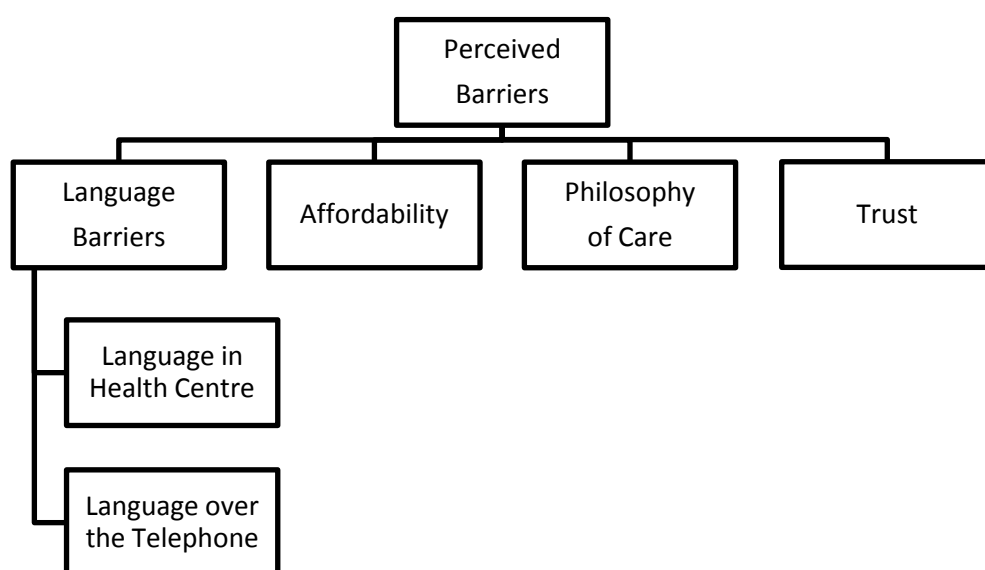 Perceived
Barriers
Language
Barriers
Affordability
Philosophy
of Care
Trust
Language in
Health Centre
Language over
the Telephone